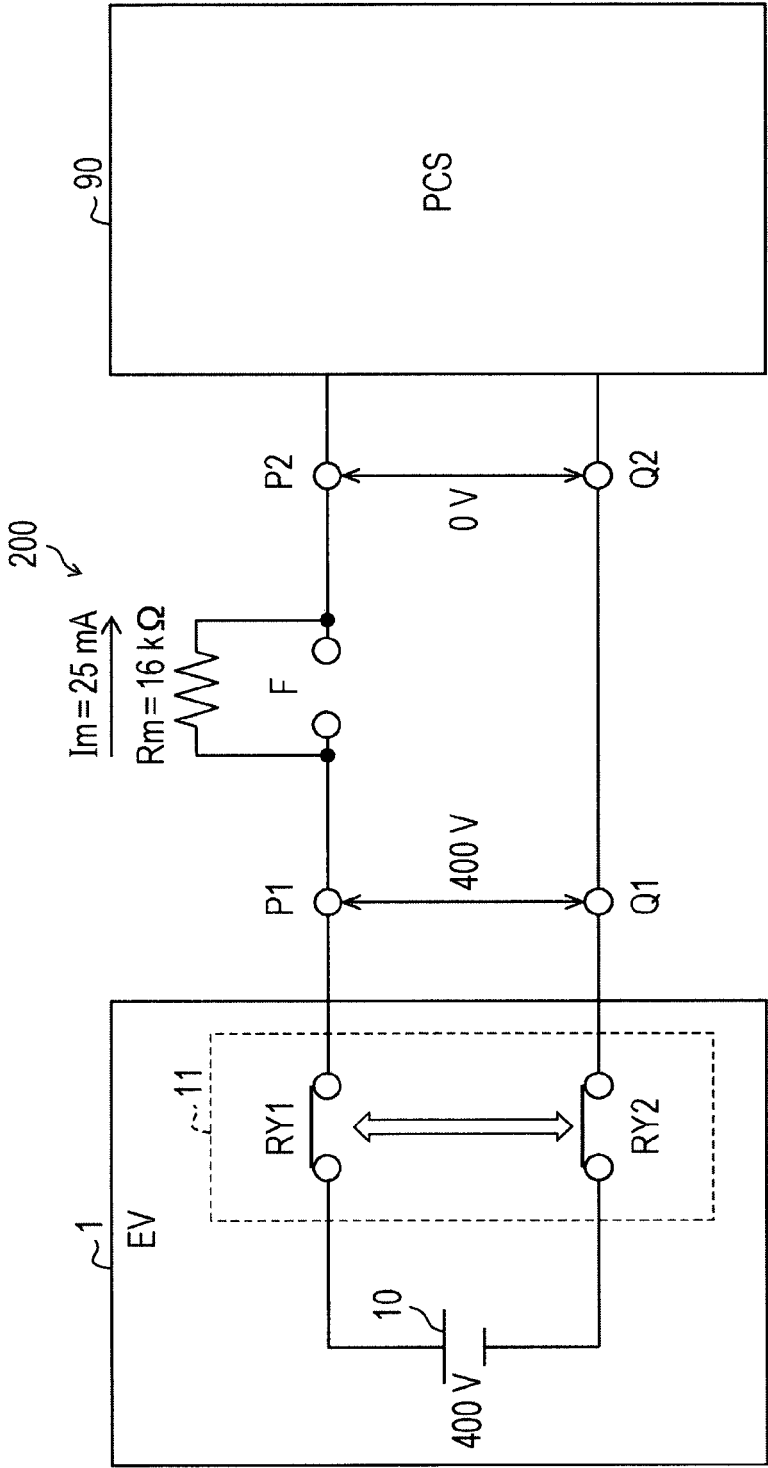 200
Im = 25 mA
Rm = 16 kΩ
F
1
EV
11
RY1
RY2
10
400 V
P1
400 V
Q1
P2
0 V
Q2
90
PCS